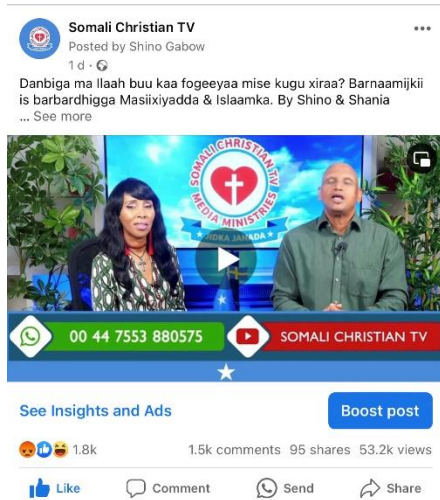 Somali Christian TV
Posted by Shino Gabow
1 d ·
Danbiga ma Ilaah buu kaa fogeeyaa mise kugu xiraa? Barnaamijkii
is barbardhigga Masiixiyadda & Islaamka. By Shino & Shania
... See more
SOMALI CHRISTIAN TV
MEDIA MINISTRIES
JIDKA JANADA
00 44 7553 880575
SOMALI CHRISTIAN TV
See Insights and Ads
Boost post
1.8k
1.5k comments 95 shares 53.2k views
Like Comment Send Share